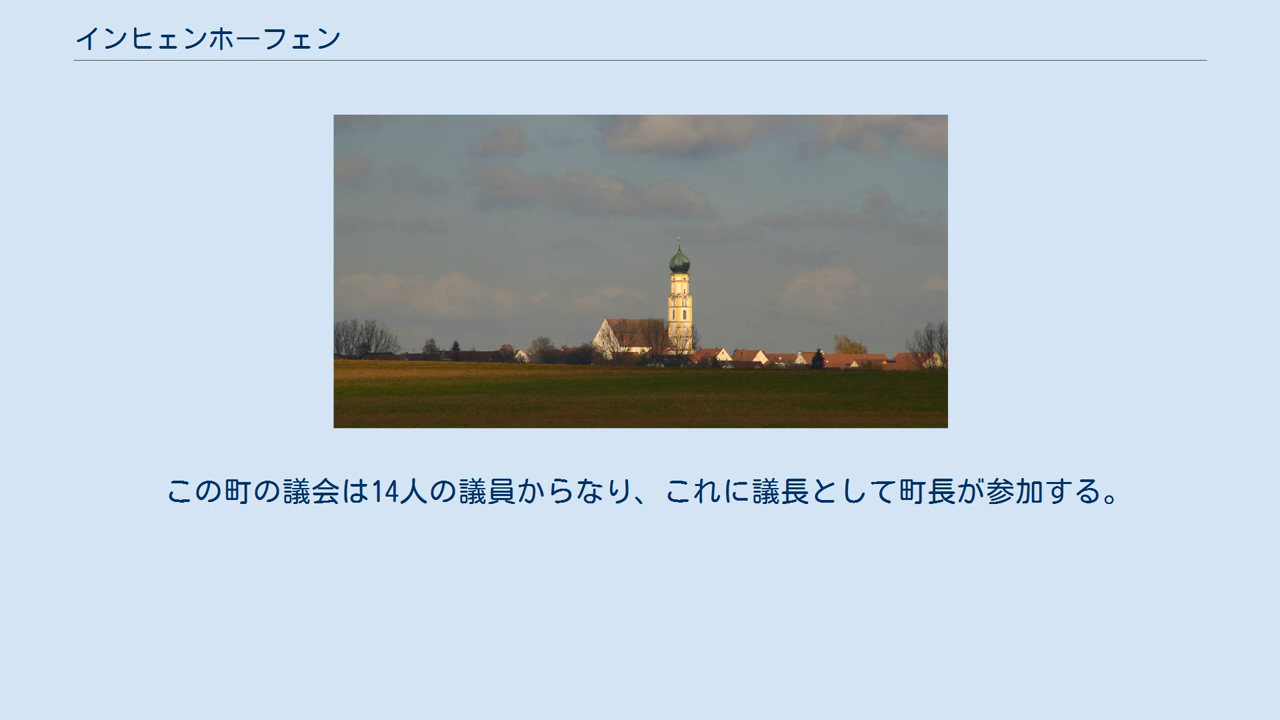 インヒェンホーフェン
この町の議会は14人の議員からなり、これに議長として町長が参加する。